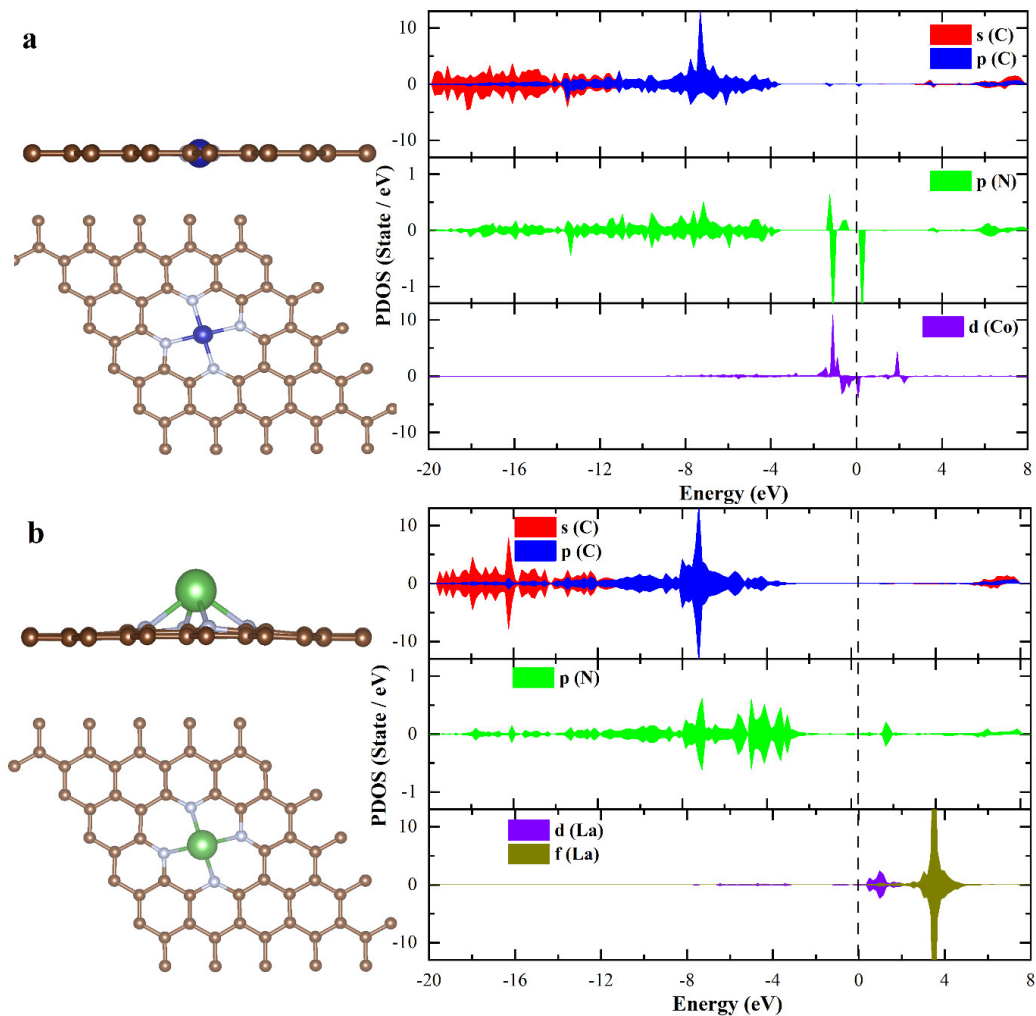 a
10
0
-10
s (C)
p (C)
1
0
-1
p (N)
10
0
-10
d (Co)
PDOS (State / eV)
-20 -16 -12 -8 -4 0 4 8
Energy (eV)
b
10
0
-10
s (C)
p (C)
1
0
-1
p (N)
10
0
-10
d (La)
f (La)
PDOS (State / eV)
-20 -16 -12 -8 -4 0 4 8
Energy (eV)